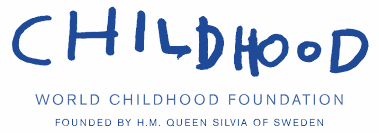 CHILDHOOD
WORLD CHILDHOOD FOUNDATION
FOUNDED BY H.M. QUEEN SILVIA OF SWEDEN